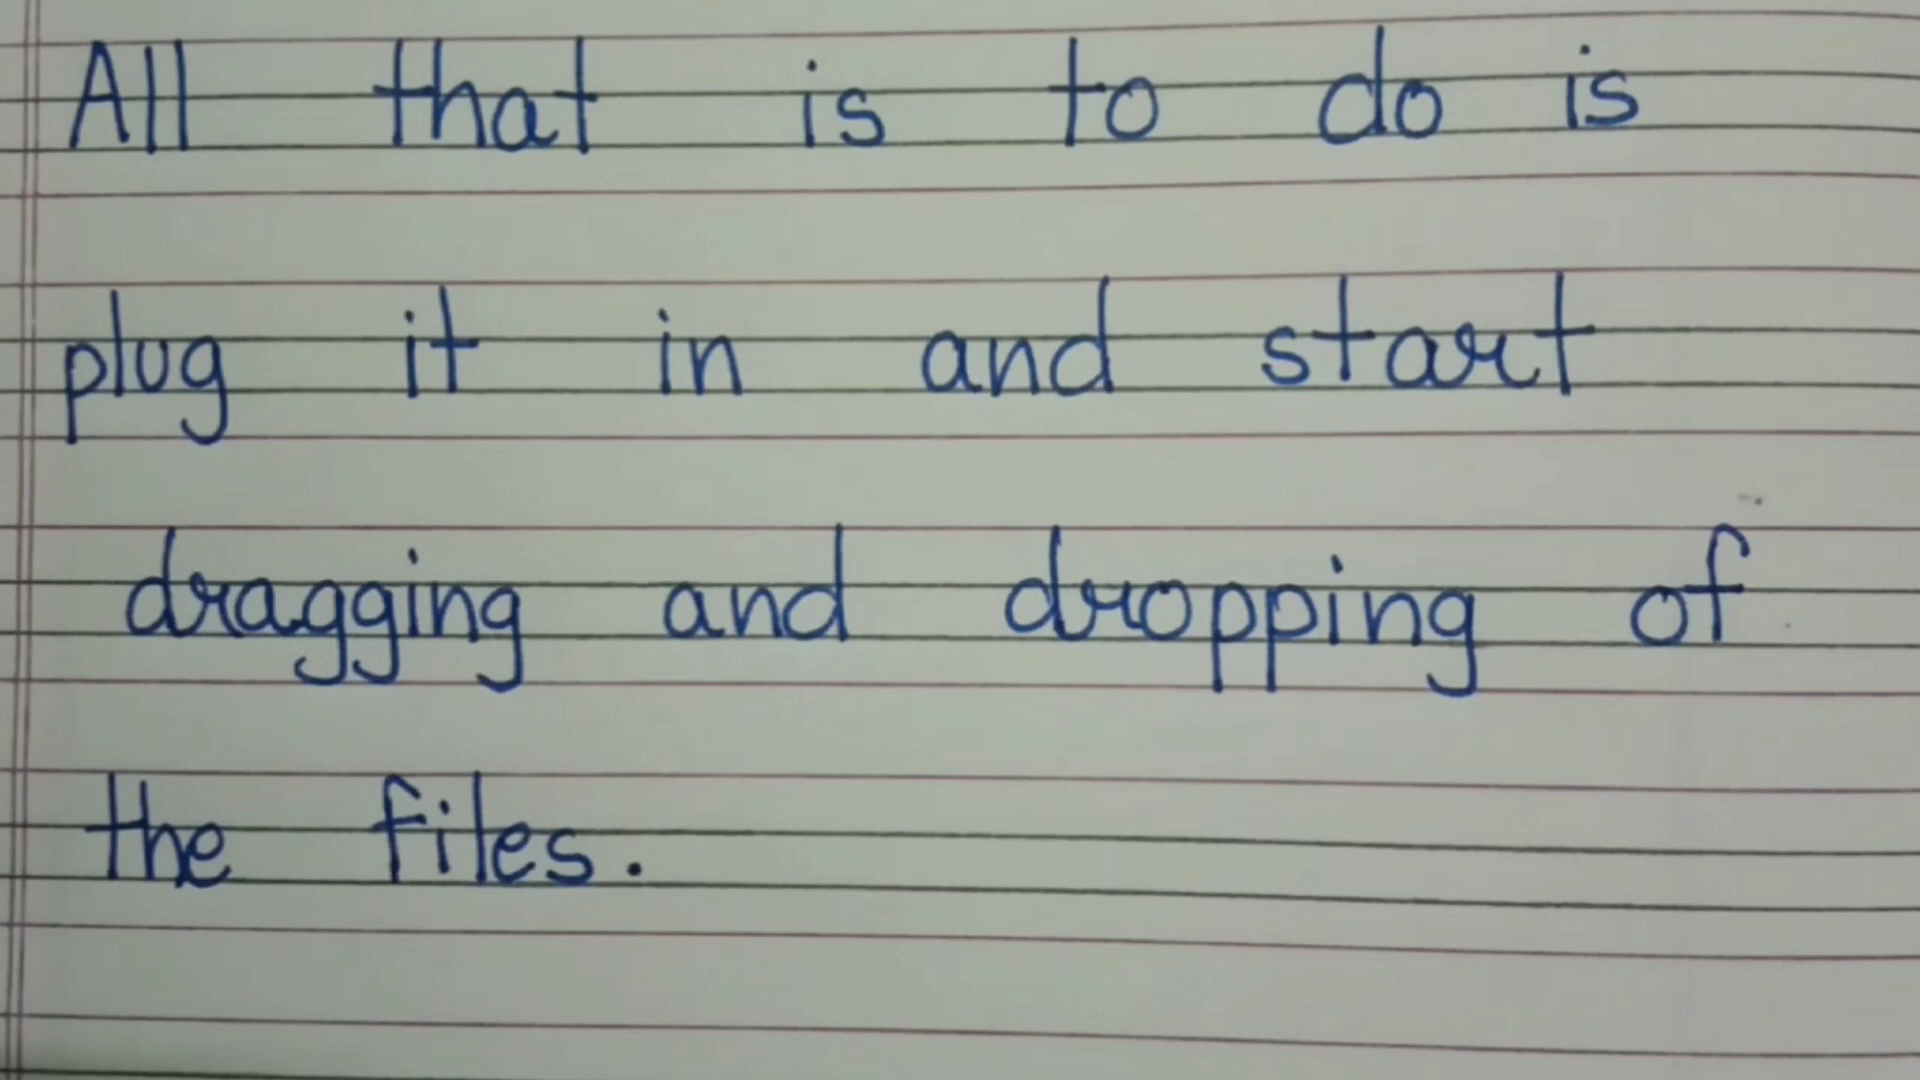 All that is to do is
plug it in and start
dragging and dropping of
the files.